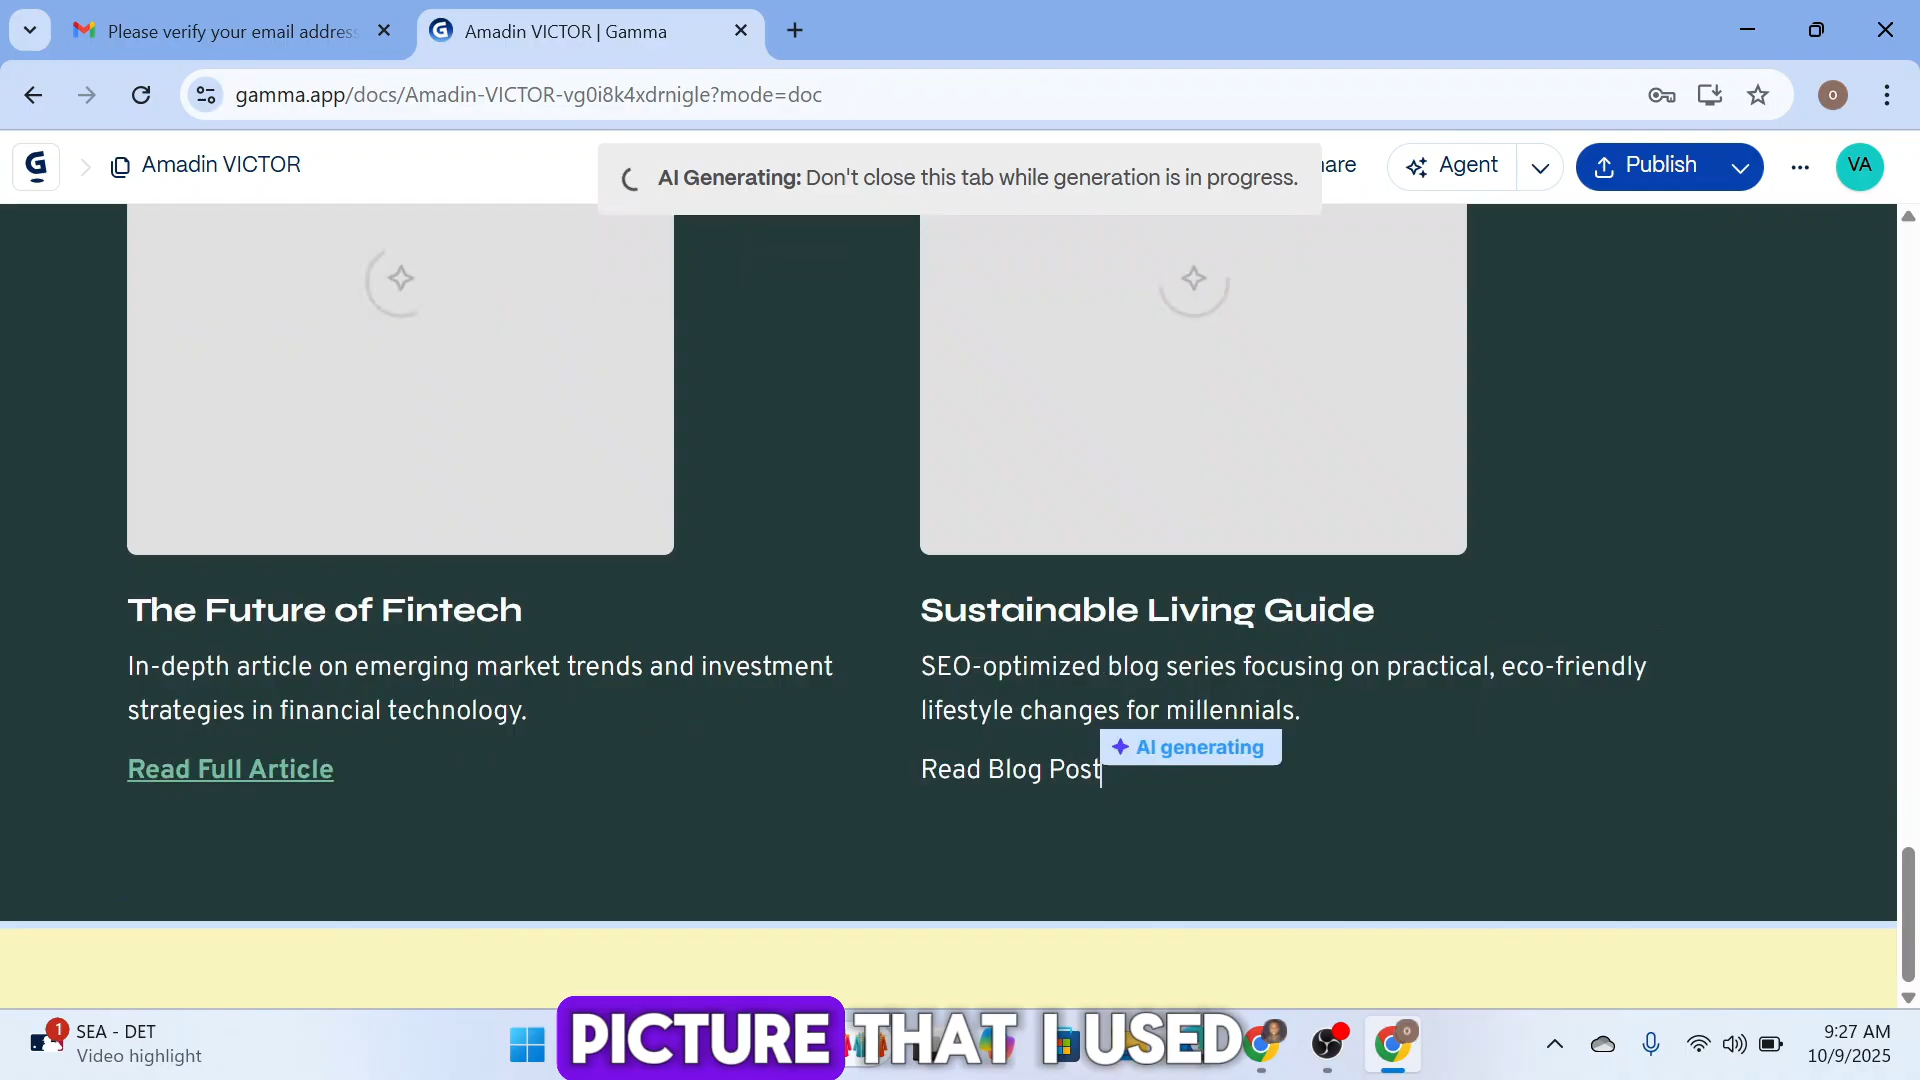 Please verify your email address
Amadin VICTOR | Gamma
gamma.app/docs/Amadin-VICTOR-vg0i8k4xdrnigle?mode=doc
O
G
Amadin VICTOR
AI Generating: Don't close this tab while generation is in progress.
hare
Agent
Publish
VA
The Future of Fintech
In-depth article on emerging market trends and investment
strategies in financial technology.
Read Full Article
Sustainable Living Guide
SEO-optimized blog series focusing on practical, eco-friendly
lifestyle changes for millennials.
AI generating
Read Blog Post
PICTURE THAT I USED
1
SEA - DET
Video highlight
9:27 AM
10/9/2025